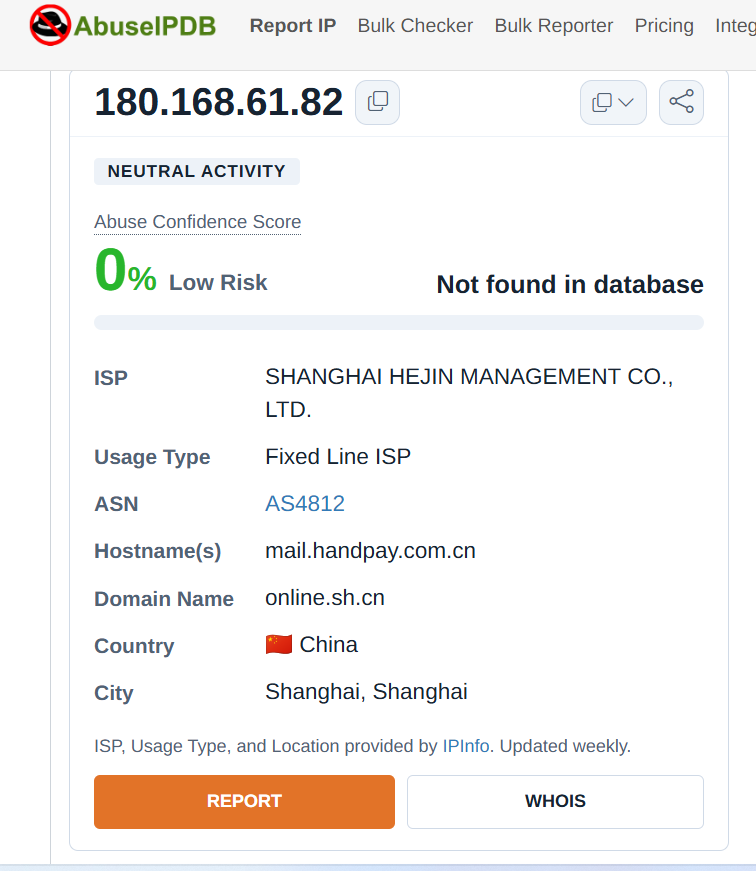 AbuseIPDB Report IP Bulk Checker Bulk Reporter Pricing Integ
180.168.61.82
NEUTRAL ACTIVITY
Abuse Confidence Score
0% Low Risk Not found in database
ISP SHANGHAI HEJIN MANAGEMENT CO.,
LTD.
Usage Type Fixed Line ISP
ASN AS4812
Hostname(s) mail.handpay.com.cn
Domain Name online.sh.cn
Country China
City Shanghai, Shanghai
ISP, Usage Type, and Location provided by IPInfo. Updated weekly.
REPORT WHOIS